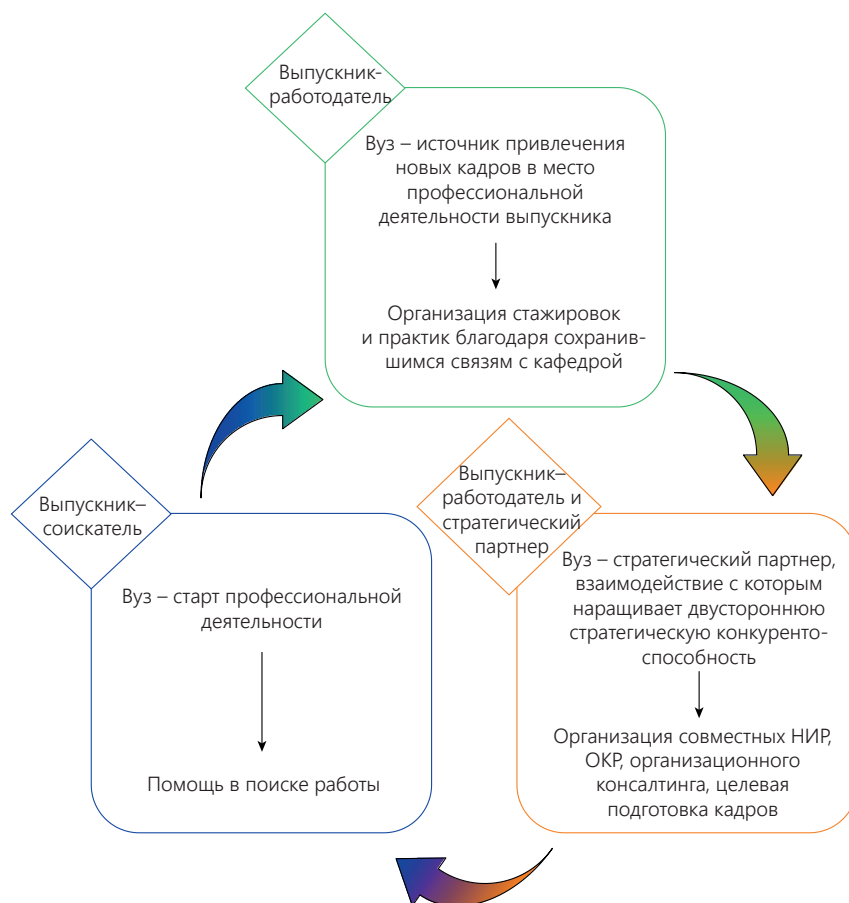 Выпускник-
работодатель
Вуз – источник привлечения
новых кадров в место
профессиональной
деятельности выпускника
Организация стажировок
и практик благодаря сохранив-
шимся связям с кафедрой
Выпускник–
соискатель
Вуз – старт профессиональной
деятельности
Помощь в поиске работы
Выпускник–
работодатель и
стратегический
партнер
Вуз – стратегический партнер,
взаимодействие с которым
наращивает двустороннюю
стратегическую конкуренто-
способность
Организация совместных НИР,
ОКР, организационного
консалтинга, целевая
подготовка кадров